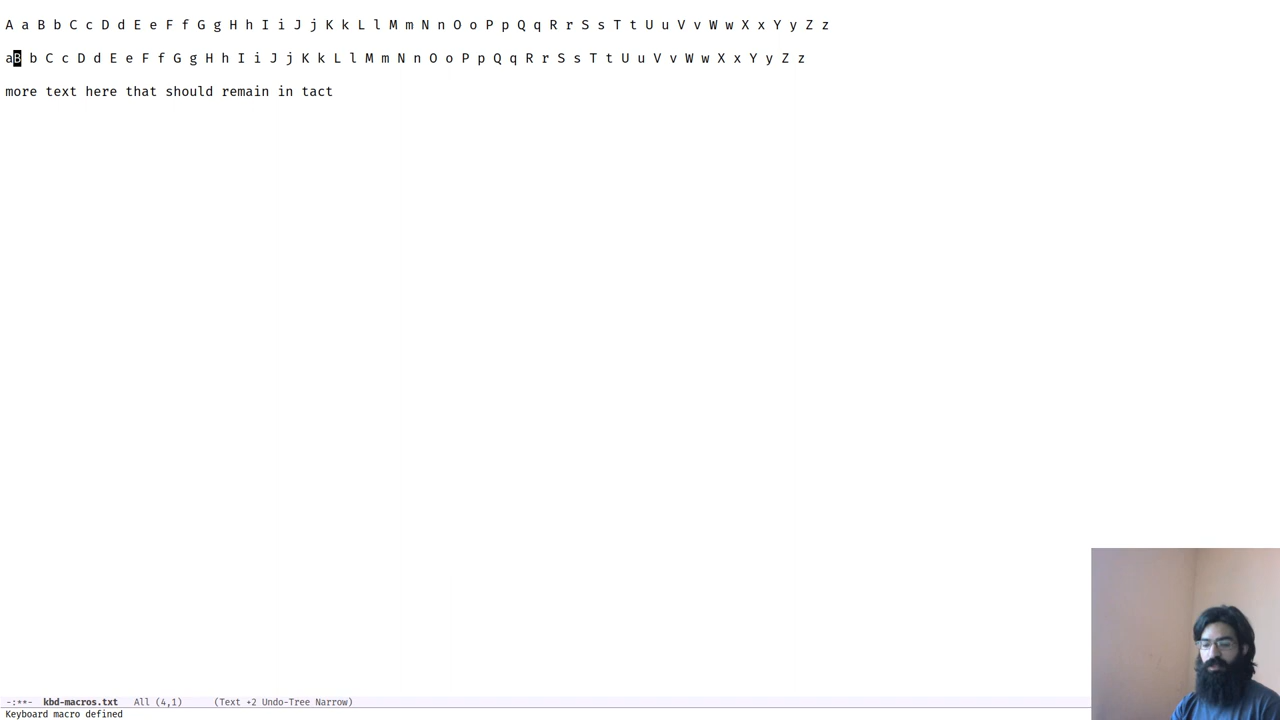 A a B b C c D d E e F f G g H h I i J j K k L l M m N n O o P p Q q R r S s T t U u V v W w X x Y y Z z
aB b C c D d E e F f G g H h I i J j K k L l M m N n O o P p Q q R r S s T t U u V v W w X x Y y Z z
more text here that should remain in tact
-:**- kbd-macros.txt All (4,1) (Text +2 Undo-Tree Narrow)
Keyboard macro defined